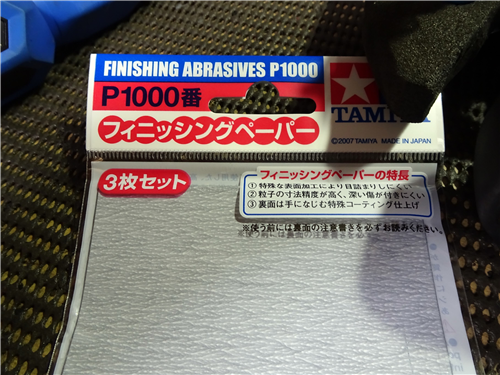 FINISHING ABRASIVES P1000
P1000番
フィニッシングペーパー
TAMIYA
©2007 TAMIYA MADE IN JAPAN
3枚セット
フィニッシングペーパーの特長
①特殊な表面加工により目詰まりしにくい
②粒子の寸法精度が高く、深い傷が付きにくい
③裏面は手になじむ特殊コーティング仕上げ
※使う前には裏面の注意書きを必ずお読みください。